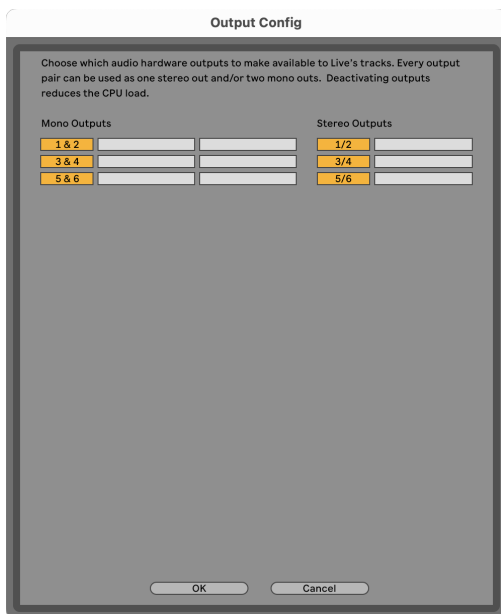 Output Config
Choose which audio hardware outputs to make available to Live's tracks. Every output
pair can be used as one stereo out and/or two mono outs.  Deactivating outputs
reduces the CPU load.
Mono Outputs
Stereo Outputs
1 & 2
1/2
3 & 4
3/4
5 & 6
5/6
OK
Cancel